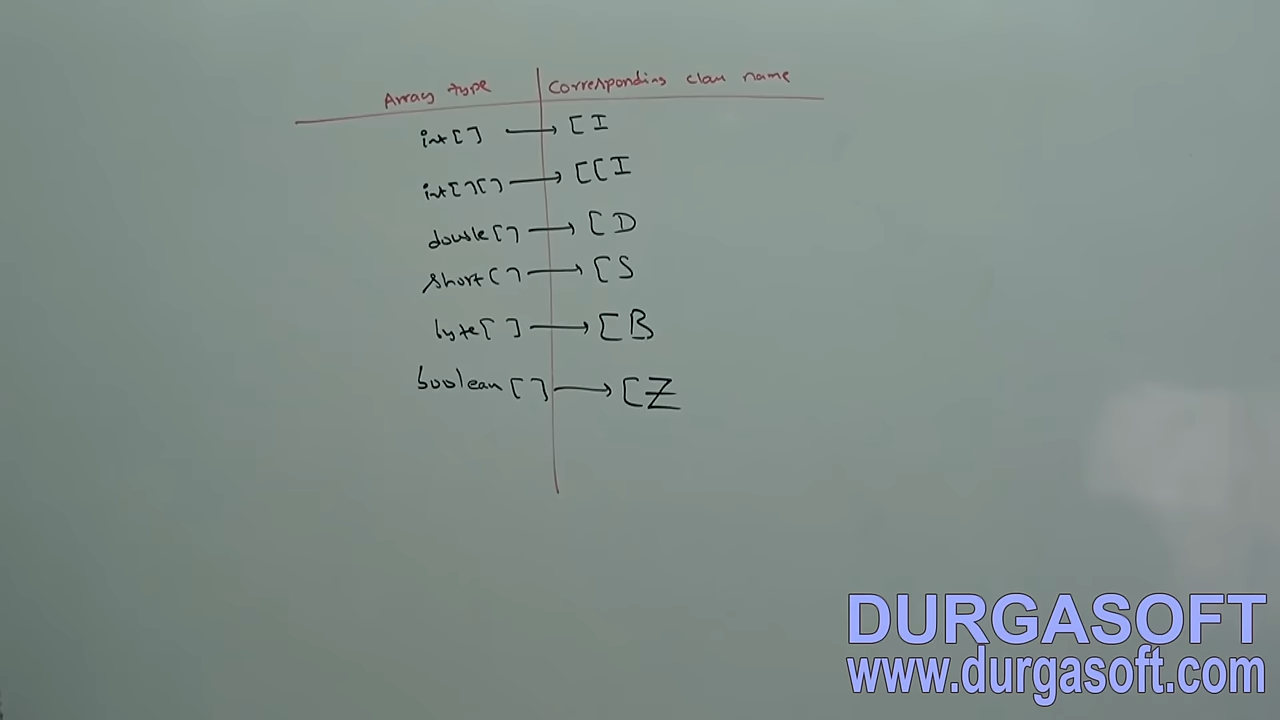 Array type Corresponding class name
int[] → [I
int[][] → [[I
double[] → [D
short[] → [S
byte[] → [B
boolean[] → [Z
DURGASOFT
www.durgasoft.com